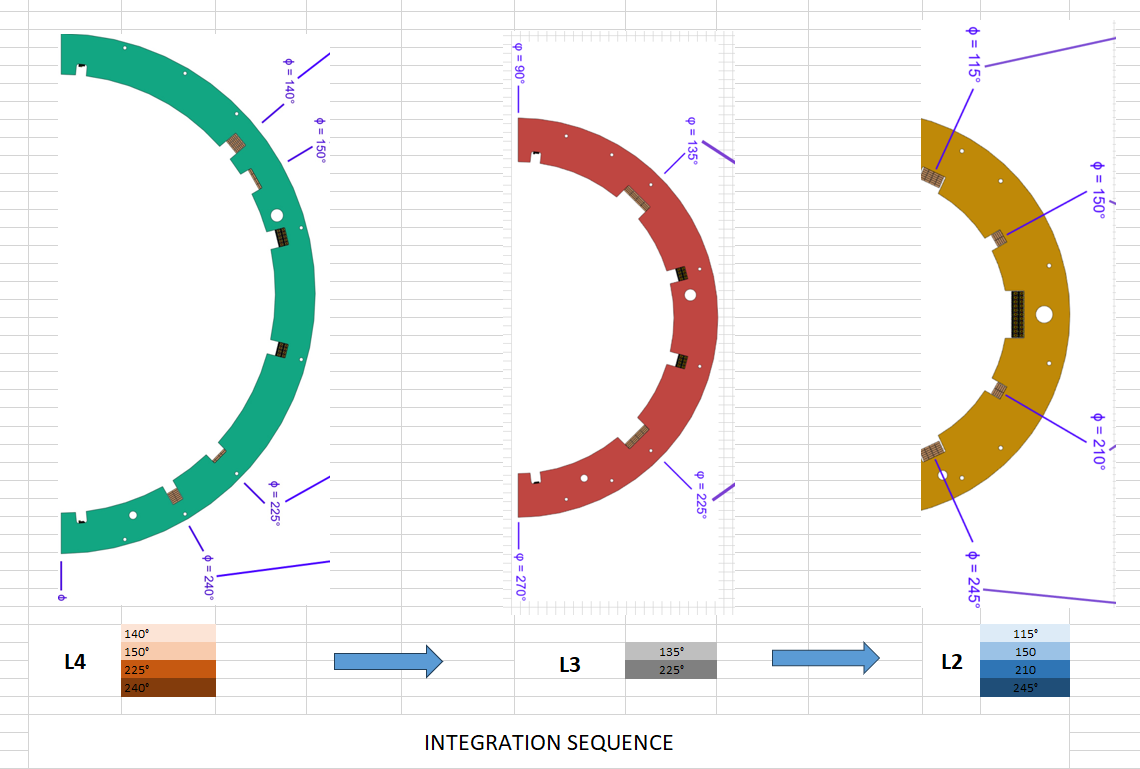 ϕ = 140°
ϕ = 150°
ϕ = 225°
ϕ = 240°
ϕ
φ = 90°
φ = 135°
φ = 225°
φ = 270°
ϕ = 115°
ϕ = 150°
ϕ = 210°
ϕ = 245°
L4
140°
150°
225°
240°
L3
135°
225°
L2
115°
150
210
245°
INTEGRATION SEQUENCE